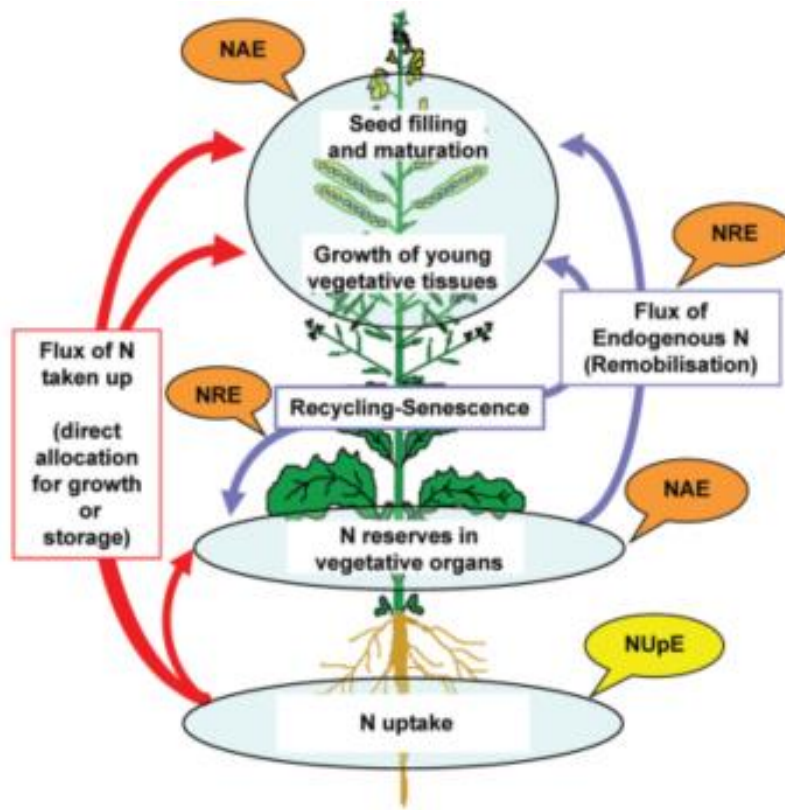 NAE
Seed filling
and maturation
NRE
Growth of young
vegetative tissues
Flux of
Endogenous N
(Remobilisation)
Flux of N
taken up
(direct
allocation
for growth
or
storage)
NRE
Recycling-Senescence
NAE
N reserves in
vegetative organs
NUpE
N uptake